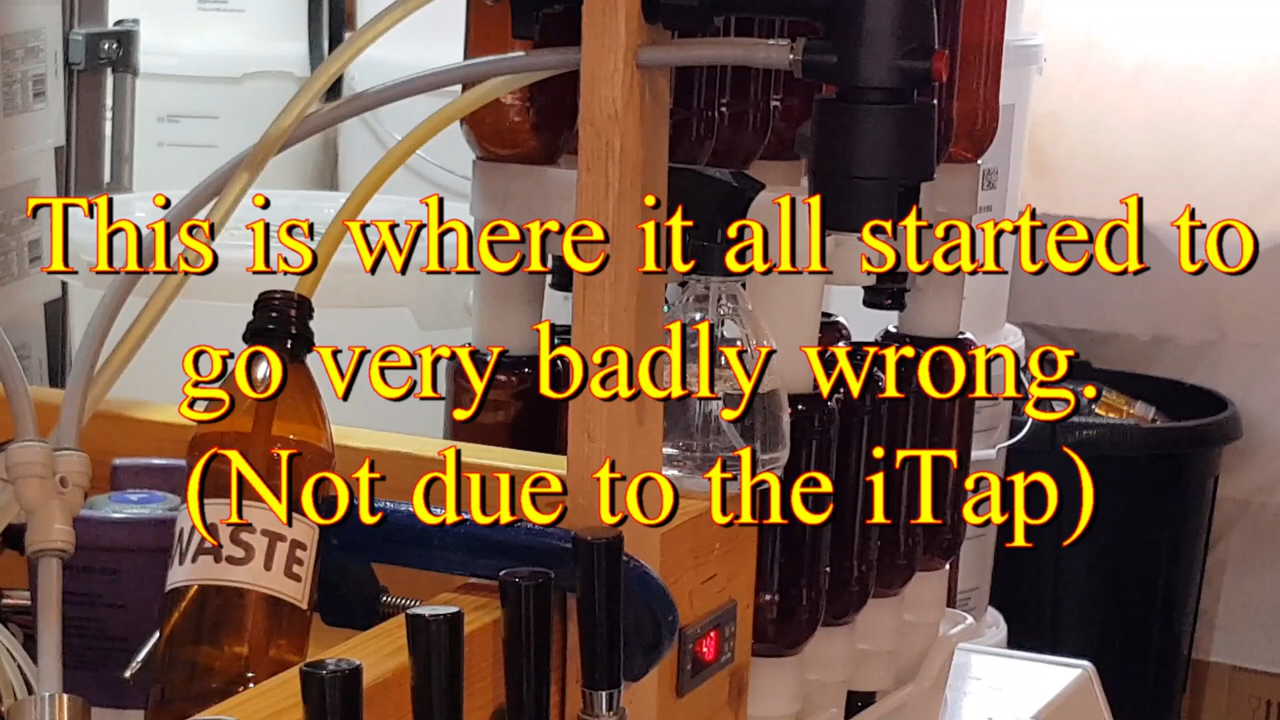 This is where it all started to
go very badly wrong.
(Not due to the iTap)
WASTE